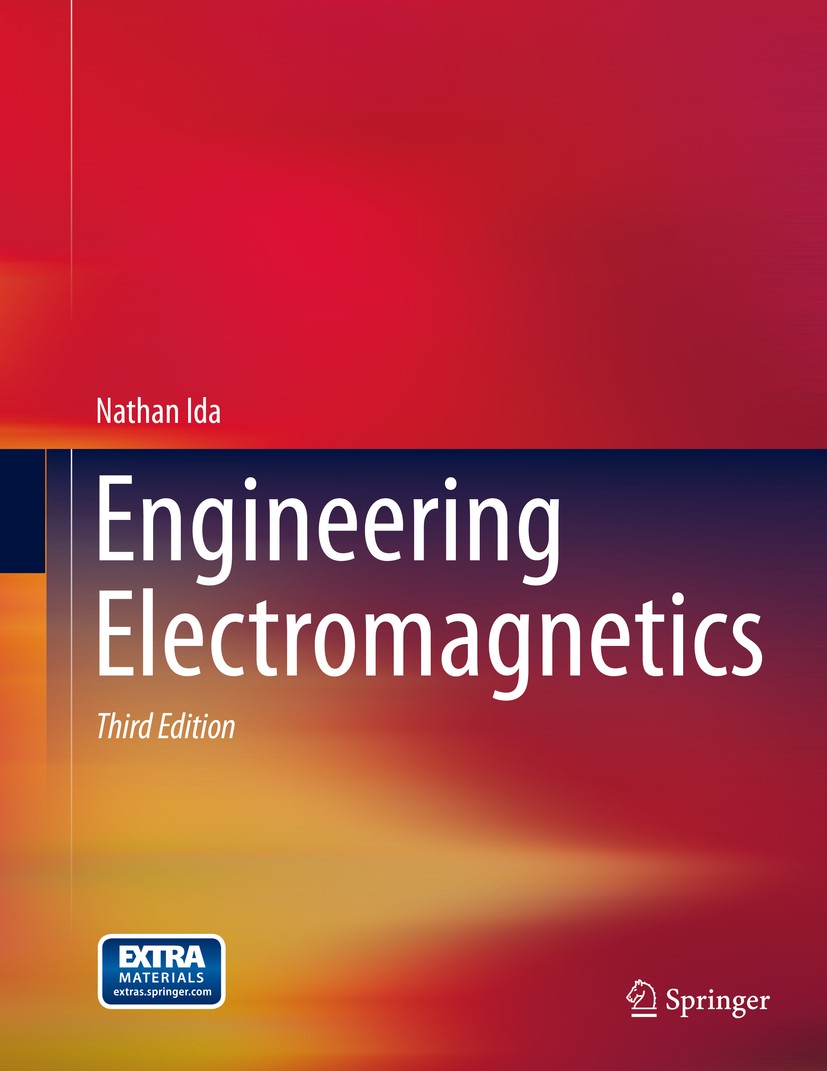 Nathan Ida
Engineering
Electromagnetics
Third Edition
EXTRA
MATERIALS
extras.springer.com
Springer